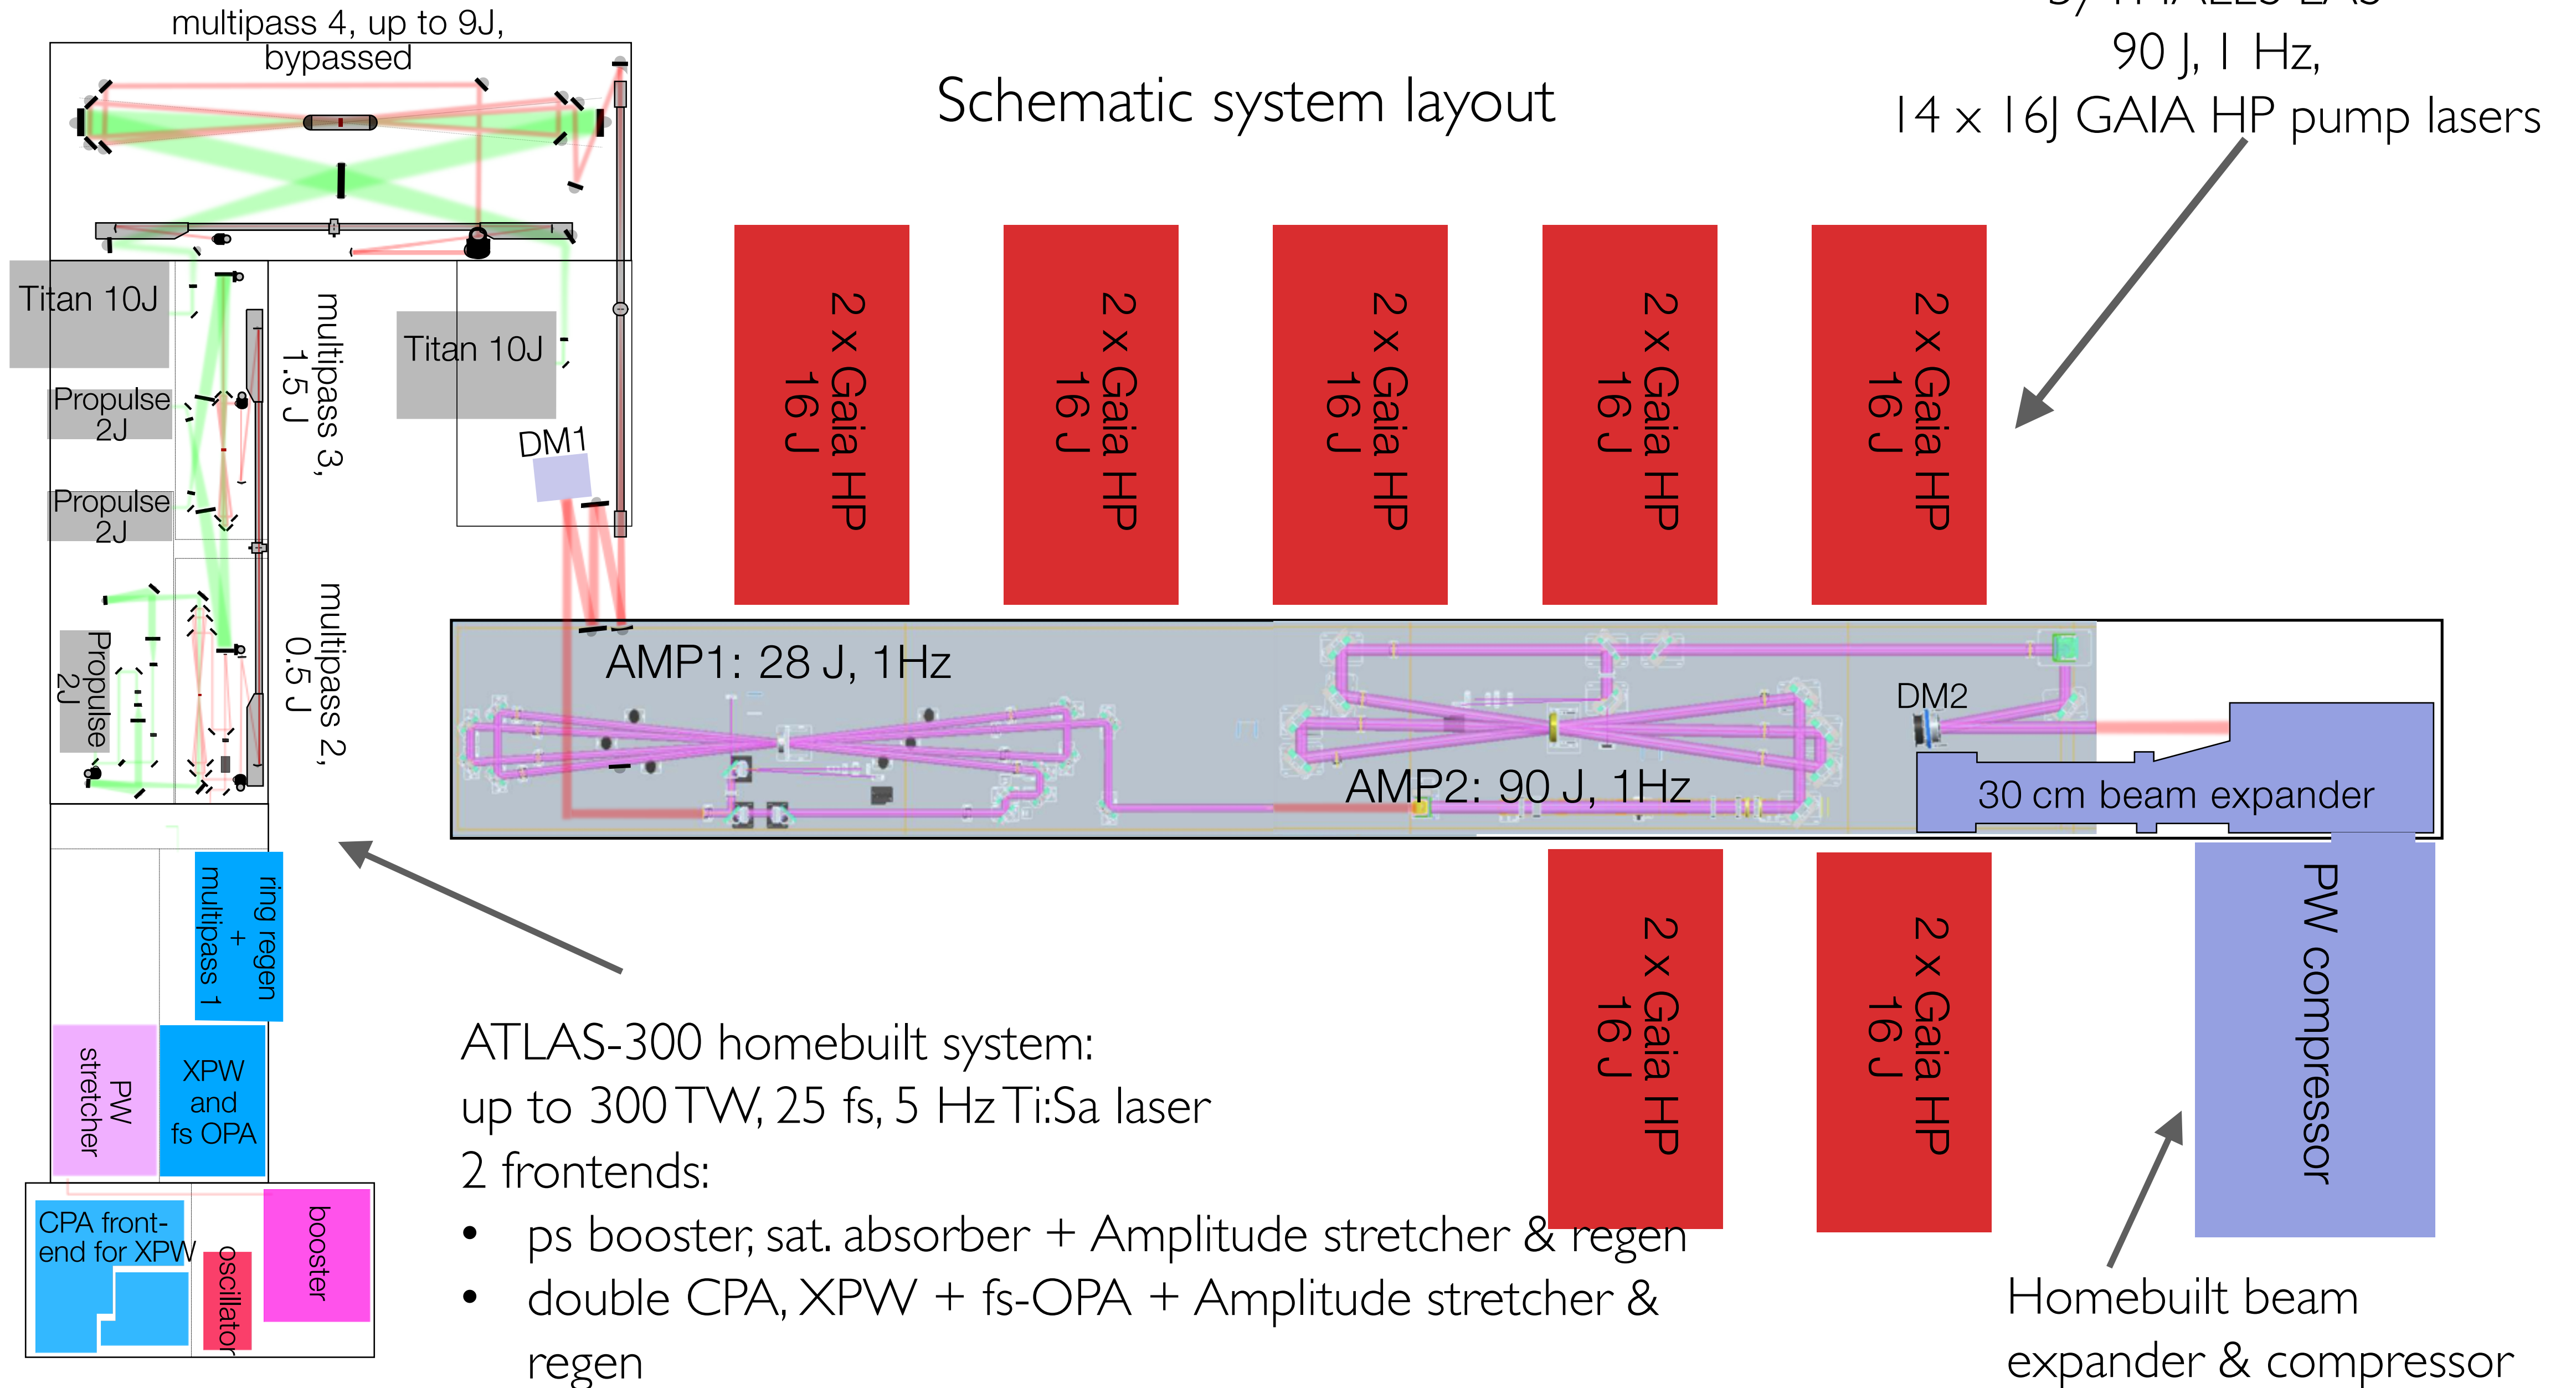 multipass 4, up to 9J,
bypassed
Schematic system layout
by THALES LAS
90 J, 1 Hz,
14 x 16J GAIA HP pump lasers
Titan 10J
multipass 3,
1.5 J
Titan 10J
Propulse
2J
Propulse
2J
DM1
2 x Gaia HP
16 J
2 x Gaia HP
16 J
2 x Gaia HP
16 J
2 x Gaia HP
16 J
2 x Gaia HP
16 J
multipass 2,
0.5 J
Propulse
2J
AMP1: 28 J, 1Hz
AMP2: 90 J, 1Hz
DM2
30 cm beam expander
ring regen
+
multipass 1
PW
stretcher
XPW
and
fs OPA
CPA front-
end for XPW
oscillator
booster
ATLAS-300 homebuilt system:
up to 300 TW, 25 fs, 5 Hz Ti:Sa laser
2 frontends:
• ps booster, sat. absorber + Amplitude stretcher & regen
• double CPA, XPW + fs-OPA + Amplitude stretcher &
regen
2 x Gaia HP
16 J
2 x Gaia HP
16 J
PW compressor
Homebuilt beam
expander & compressor